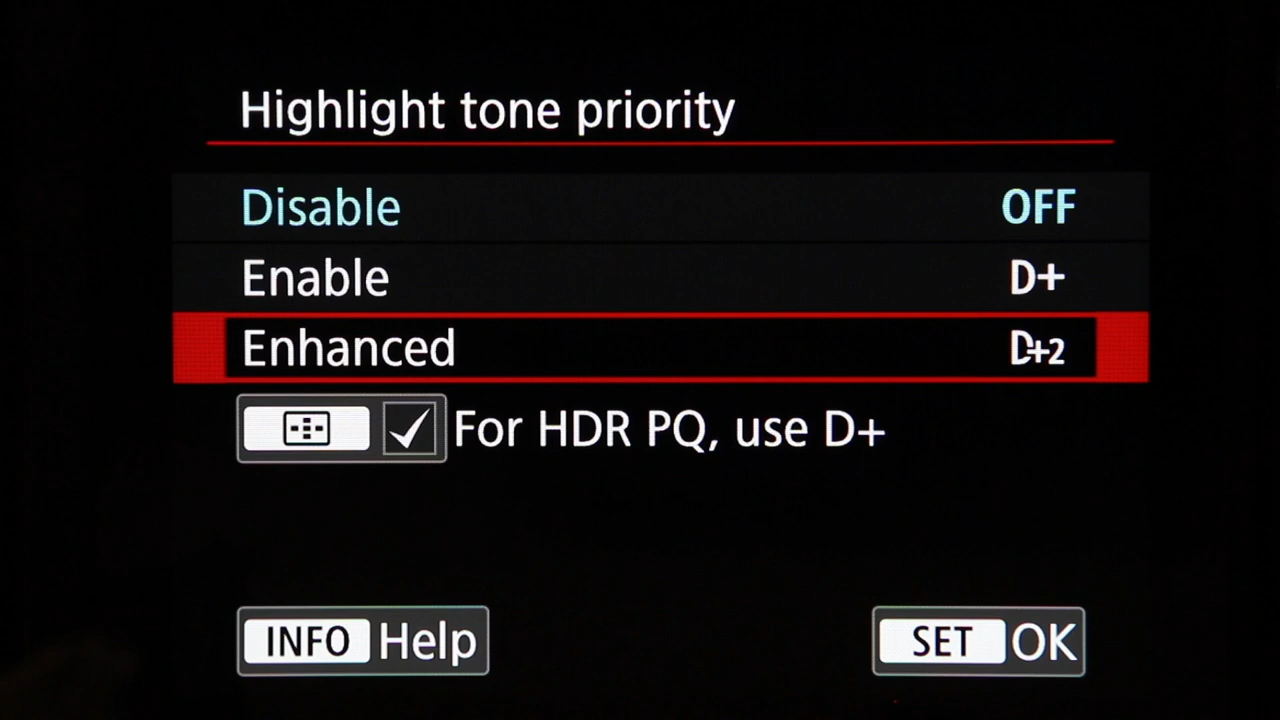 Highlight tone priority
Disable OFF
Enable D+
Enhanced D+2
For HDR PQ, use D+
INFO Help SET OK